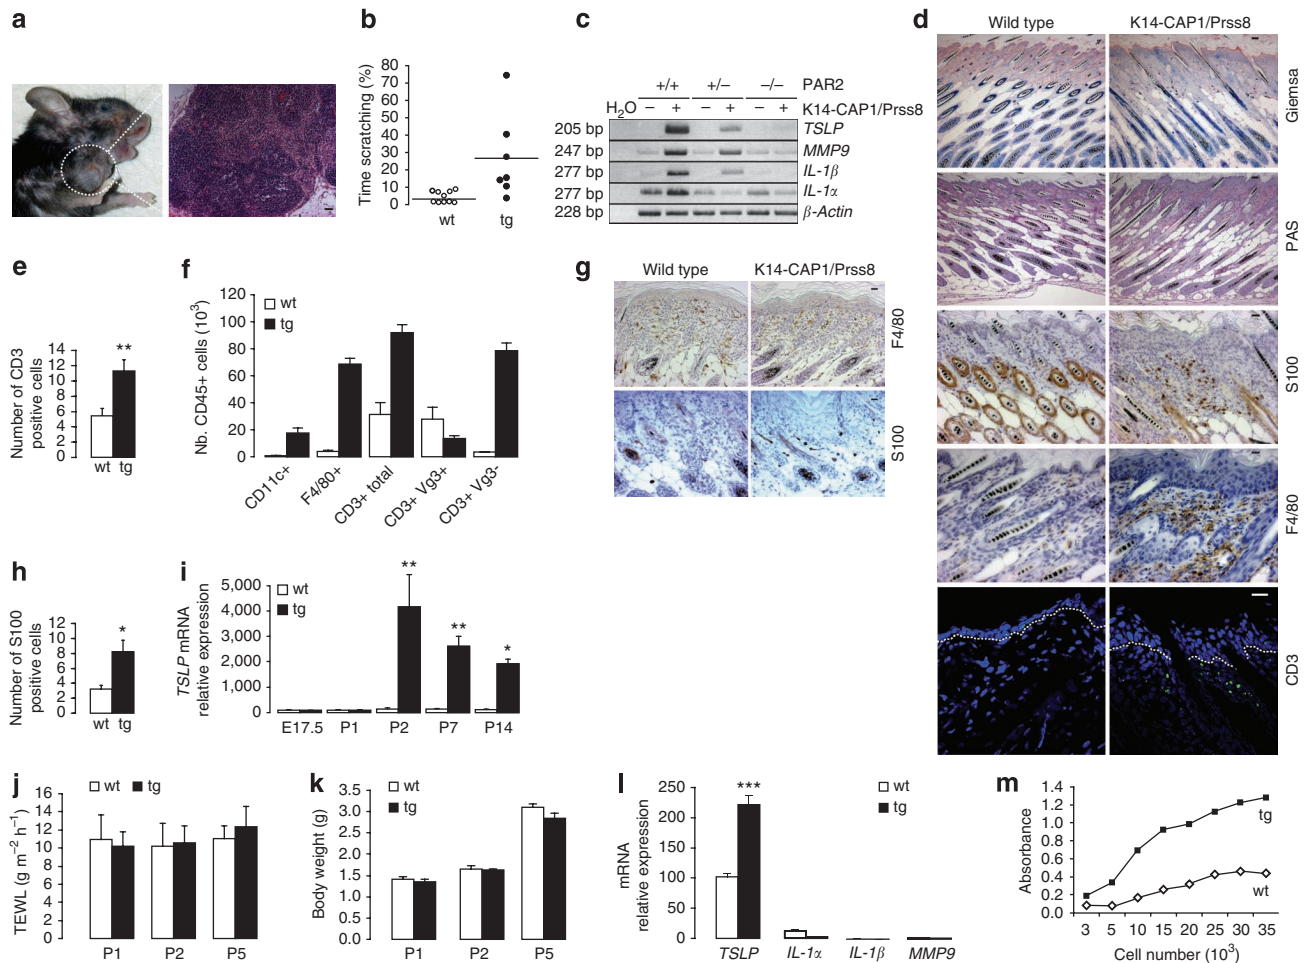 a
b
Time scratching (%)
80
70
60
50
40
30
20
10
0
wt
tg
c
+/+
+/–
–/–
PAR2
H2O
–
+
–
+
–
+
K14-CAP1/Prss8
205 bp
TSLP
247 bp
MMP9
277 bp
IL-1β
277 bp
IL-1α
228 bp
β-Actin
d
Wild type
K14-CAP1/Prss8
Giemsa
PAS
S100
F4/80
CD3
e
Number of CD3
positive cells
14
12
10
8
6
4
2
0
**
wt
tg
f
Nb. CD45+ cells (10³)
120
100
80
60
40
20
0
wt
tg
CD11c+
F4/80+
CD3+ total
CD3+ Vg3+
CD3+ Vg3-
g
Wild type
K14-CAP1/Prss8
F4/80
S100
h
Number of S100
positive cells
12
10
8
6
4
2
0
*
wt
tg
i
TSLP mRNA
relative expression
5,000
4,000
3,000
2,000
1,000
0
wt
tg
**
**
*
E17.5
P1
P2
P7
P14
j
TEWL (g m⁻² h⁻¹)
16
14
12
10
8
6
4
2
0
wt
tg
P1
P2
P5
k
Body weight (g)
3.5
3.0
2.5
2.0
1.5
1.0
0.5
0.0
wt
tg
P1
P2
P5
l
mRNA
relative expression
250
200
150
100
50
0
***
wt
tg
TSLP
IL-1α
IL-1β
MMP9
m
Absorbance
1.4
1.2
1.0
0.8
0.6
0.4
0.2
0.0
tg
wt
3
5
10
15
20
25
30
35
Cell number (10³)